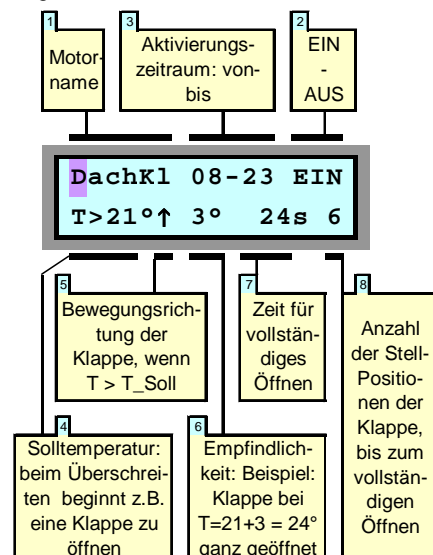 1
Motor-
name
3
Aktivierungs-
zeitraum: von-
bis
2
EIN
-
AUS
DachKl 08-23 EIN
T>21°↑ 3° 24s 6
5
Bewegungsrich-
tung der
Klappe, wenn
T > T_Soll
7
Zeit für
vollstän-
diges
Öffnen
8
Anzahl
der Stell-
Positio-
nen der
Klappe,
bis zum
vollstän-
digen
Öffnen
4
Solltemperatur:
beim Überschrei-
ten beginnt z.B.
eine Klappe zu
öffnen
6
Empfindlich-
keit: Beispiel:
Klappe bei
T=21+3 = 24°
ganz geöffnet